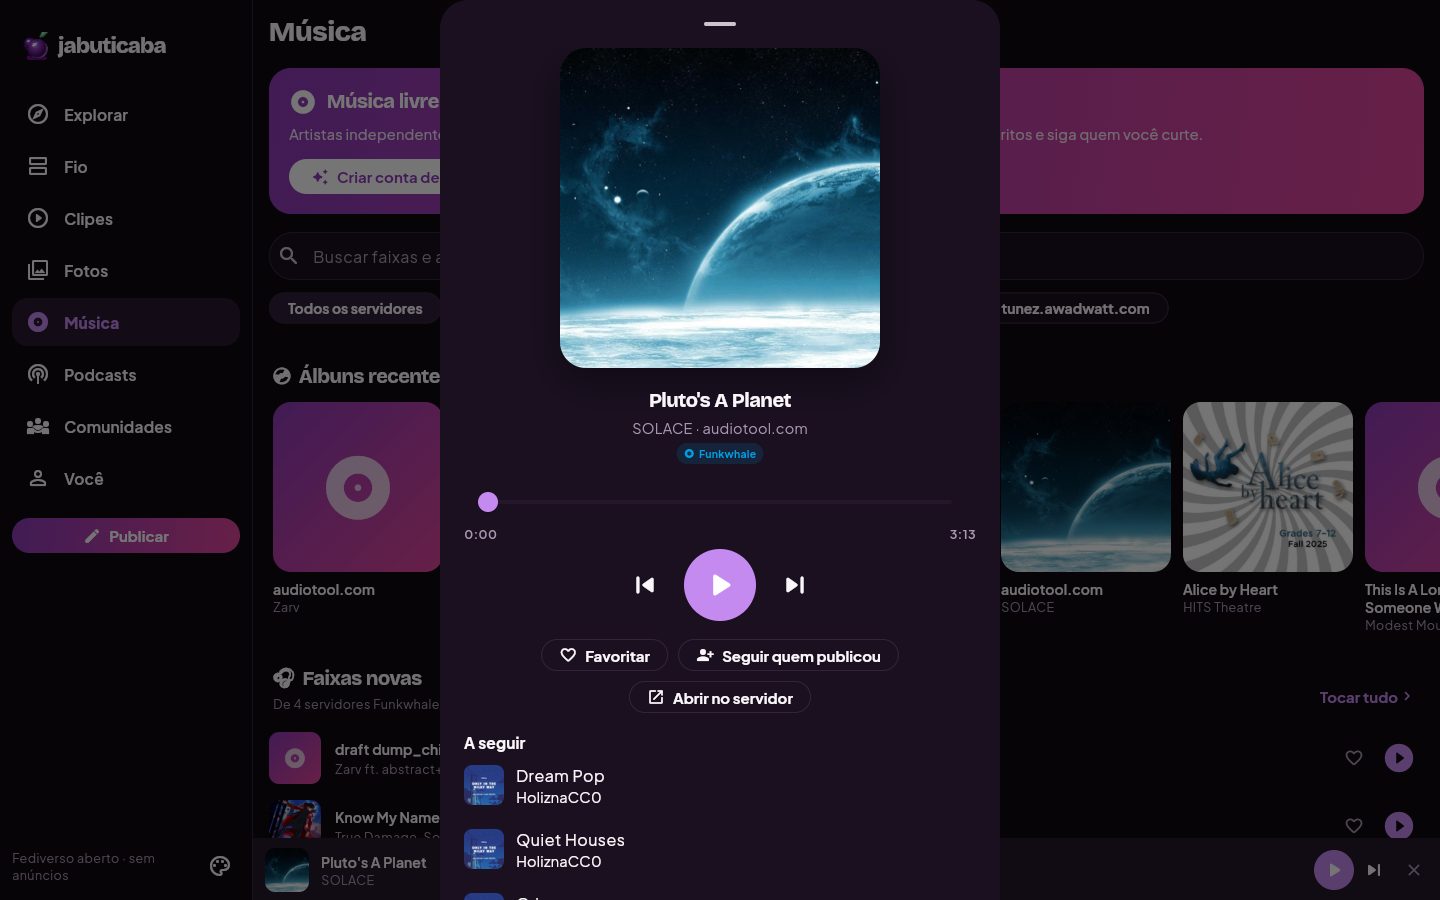 jabuticaba
Explorar
Fio
Clipes
Fotos
Música
Podcasts
Comunidades
Você
Publicar
Fediverso aberto · sem
anúncios
Música
Música livre
Artistas independent
ritos e siga quem você curte.
Criar conta de
Buscar faixas e a
Todos os servidores
tunez.awadwatt.com
Álbuns recente
audiotool.com
Zarv
audiotool.com
SOLACE
Alice
by heart
Grades 7-12
Fall 2025
Alice by Heart
HITS Theatre
This Is A Lo
Someone W
Modest Mou
Faixas novas
De 4 servidores Funkwhale
Tocar tudo
draft dump_chi
Zarv ft. abstract
Know My Name
True Damage, Se
Pluto's A Planet
SOLACE
Pluto's A Planet
SOLACE · audiotool.com
Funkwhale
0:00
3:13
Favoritar
Seguir quem publicou
Abrir no servidor
A seguir
Dream Pop
HoliznaCC0
Quiet Houses
HoliznaCC0